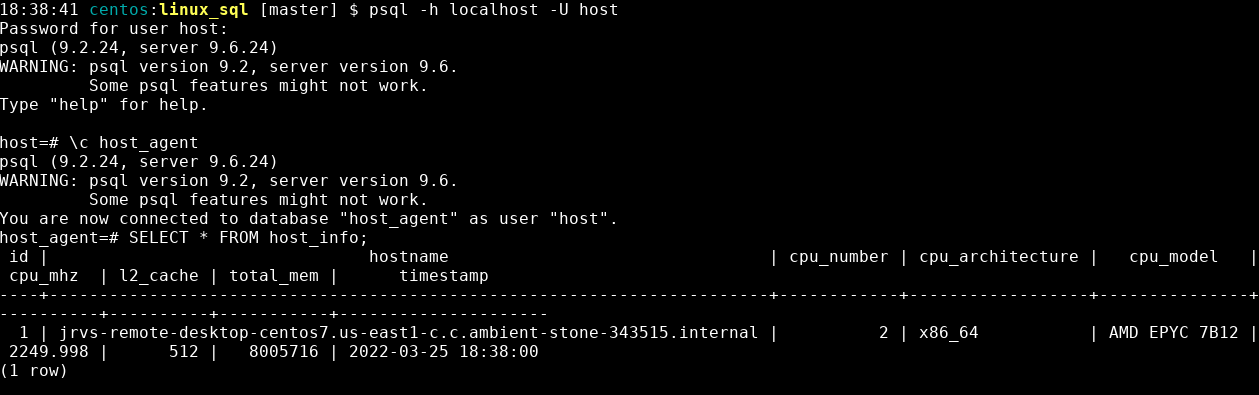 18:38:41 centos:linux_sql [master] $ psql -h localhost -U host
Password for user host:
psql (9.2.24, server 9.6.24)
WARNING: psql version 9.2, server version 9.6.
         Some psql features might not work.
Type "help" for help.

host=# \c host_agent
psql (9.2.24, server 9.6.24)
WARNING: psql version 9.2, server version 9.6.
         Some psql features might not work.
You are now connected to database "host_agent" as user "host".
host_agent=# SELECT * FROM host_info;
 id |                                hostname                                | cpu_number | cpu_architecture |   cpu_model   |
 cpu_mhz  | l2_cache | total_mem |      timestamp
----+------------------------------------------------------------------------+------------+------------------+---------------+
----------+----------+-----------+---------------------
  1 | jrvs-remote-desktop-centos7.us-east1-c.c.ambient-stone-343515.internal |          2 | x86_64           | AMD EPYC 7B12 |
 2249.998 |      512 |   8005716 | 2022-03-25 18:38:00
(1 row)